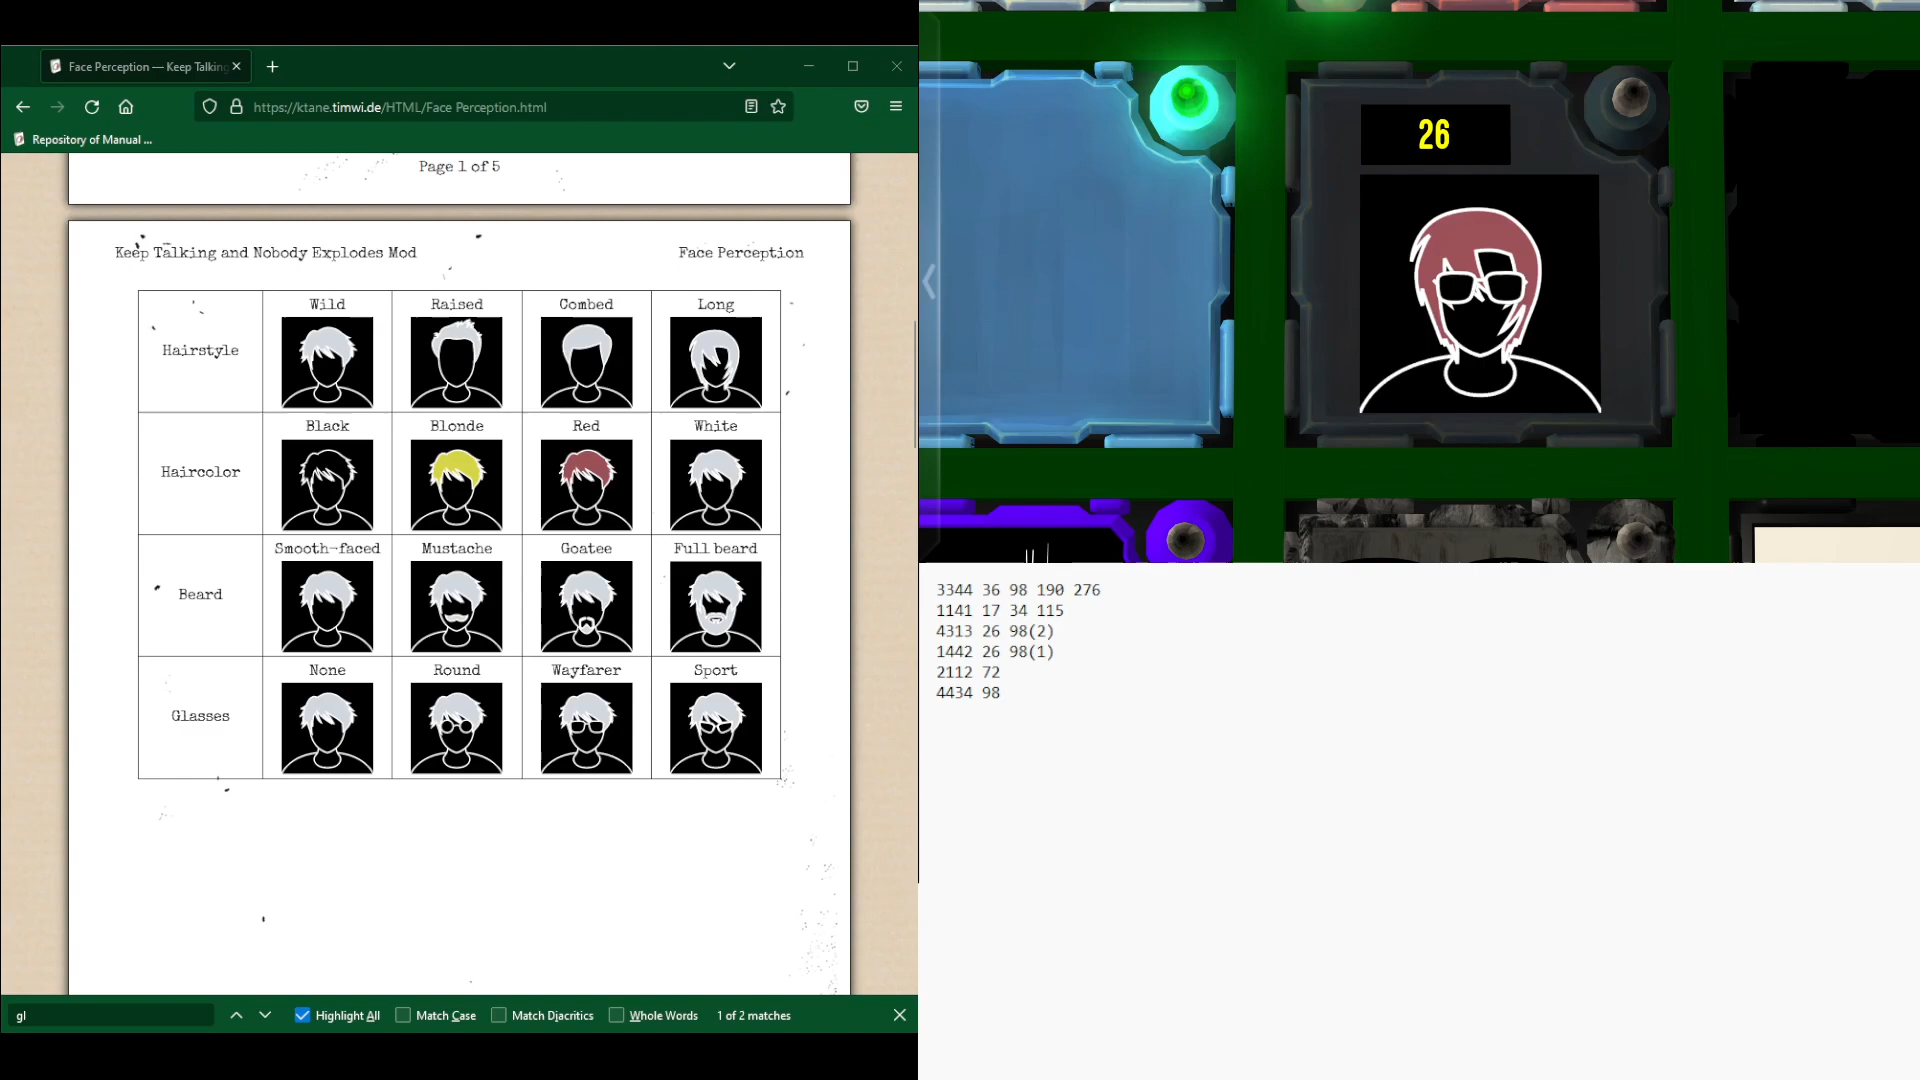 Face Perception — Keep Talking
https://ktane.timwi.de/HTML/Face Perception.html
Repository of Manual ...
Page 1 of 5
Keep Talking and Nobody Explodes Mod
Face Perception
Wild Raised Combed Long
Hairstyle
Black Blonde Red White
Haircolor
Smooth-faced Mustache Goatee Full beard
Beard
None Round Wayfarer Sport
Glasses
gl
Highlight All
Match Case
Match Diacritics
Whole Words
1 of 2 matches
26
3344 36 98 190 276
1141 17 34 115
4313 26 98(2)
1442 26 98(1)
2112 72
4434 98